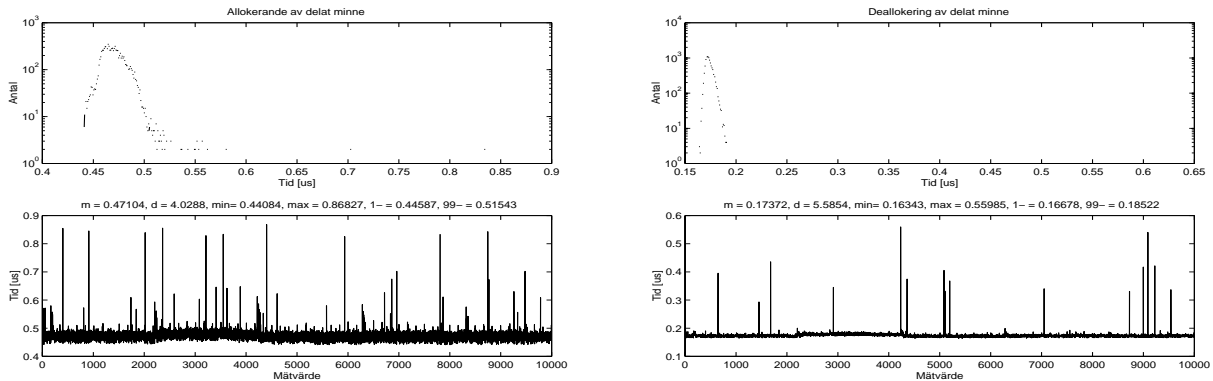 Allokerande av delat minne
Antal
10^3
10^2
10^1
10^0
0.4 0.45 0.5 0.55 0.6 0.65 0.7 0.75 0.8 0.85 0.9
Tid [us]
m = 0.47104, d = 4.0288, min= 0.44084, max = 0.86827, 1− = 0.44587, 99− = 0.51543
Tid [us]
0.9
0.8
0.7
0.6
0.5
0.4
0 1000 2000 3000 4000 5000 6000 7000 8000 9000 10000
Mätvärde
Deallokering av delat minne
Antal
10^4
10^3
10^2
10^1
10^0
0.15 0.2 0.25 0.3 0.35 0.4 0.45 0.5 0.55 0.6 0.65
Tid [us]
m = 0.17372, d = 5.5854, min= 0.16343, max = 0.55985, 1− = 0.16678, 99− = 0.18522
Tid [us]
0.6
0.5
0.4
0.3
0.2
0.1
0 1000 2000 3000 4000 5000 6000 7000 8000 9000 10000
Mätvärde